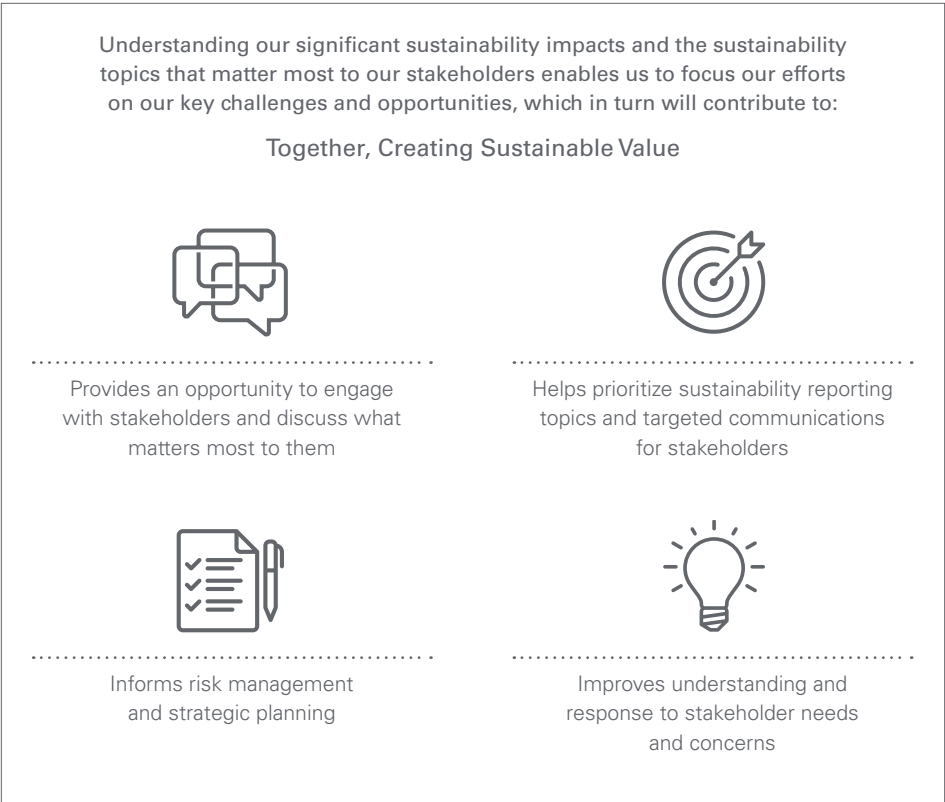 Understanding our significant sustainability impacts and the sustainability
topics that matter most to our stakeholders enables us to focus our efforts
on our key challenges and opportunities, which in turn will contribute to:
Together, Creating Sustainable Value
Provides an opportunity to engage
with stakeholders and discuss what
matters most to them
Helps prioritize sustainability reporting
topics and targeted communications
for stakeholders
Informs risk management
and strategic planning
Improves understanding and
response to stakeholder needs
and concerns